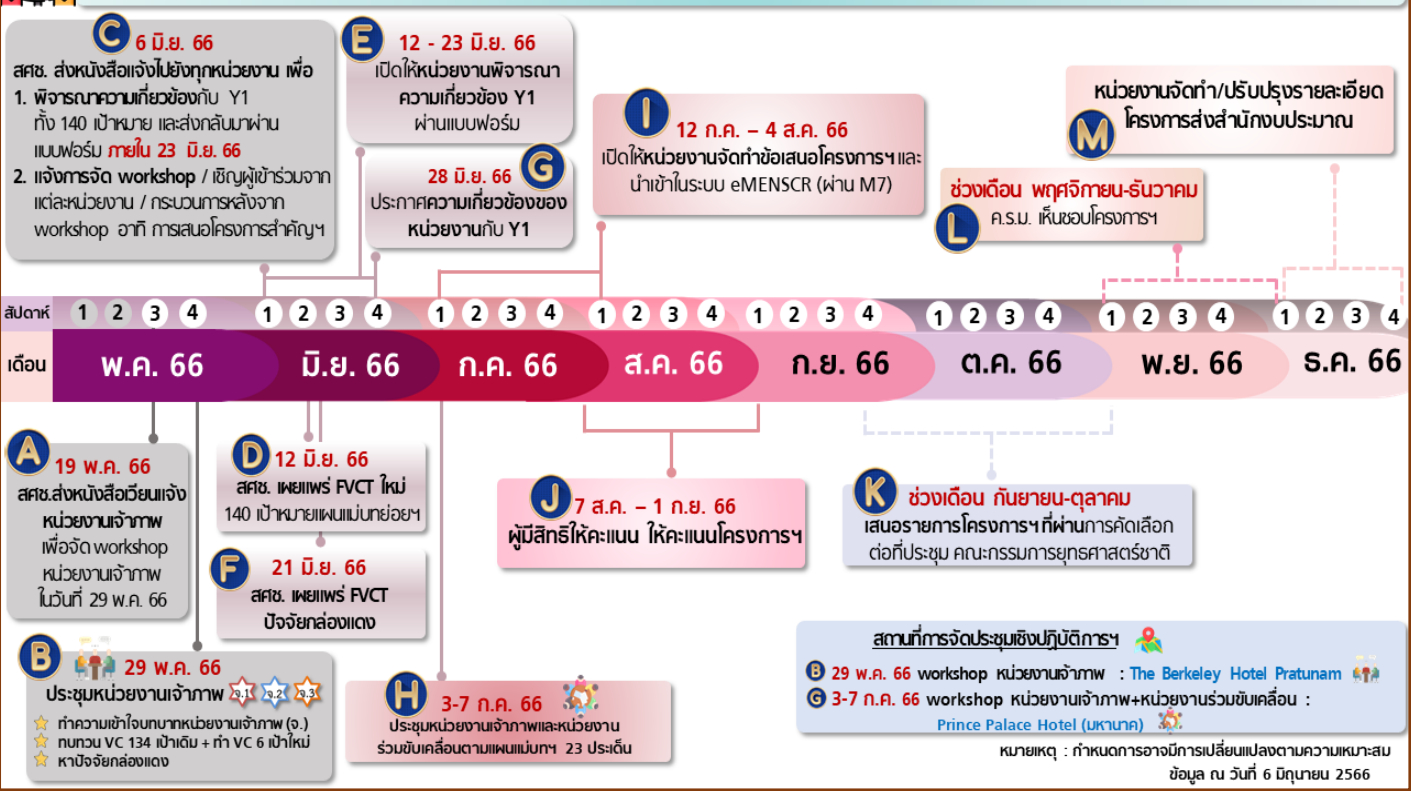 C 6 มิ.ย. 66
สศช. ส่งหนังสือแจ้งไปยังทุกหน่วยงาน เพื่อ
1. พิจารณาความเกี่ยวข้องกับ Y1
ทั้ง 140 เป้าหมาย และส่งกลับมาผ่าน
แบบฟอร์ม ภายใน 23 มิ.ย. 66
2. แจ้งการจัด workshop / เชิญผู้เข้าร่วมจาก
แต่ละหน่วยงาน / กระบวนการหลังจาก
workshop อาทิ การเสนอโครงการสำคัญฯ
E 12 - 23 มิ.ย. 66
เปิดให้หน่วยงานพิจารณา
ความเกี่ยวข้อง Y1
ผ่านแบบฟอร์ม
G
28 มิ.ย. 66
ประกาศความเกี่ยวข้องของ
หน่วยงานกับ Y1
I
12 ก.ค. – 4 ส.ค. 66
เปิดให้หน่วยงานจัดทำข้อเสนอโครงการฯ และ
นำเข้าในระบบ eMENSCR (ผ่าน M7)
L
ช่วงเดือน พฤศจิกายน-ธันวาคม
ค.ร.ม. เห็นชอบโครงการฯ
M
หน่วยงานจัดทำ/ปรับปรุงรายละเอียด
โครงการส่งสำนักงบประมาณ
สัปดาห์ 1 2 3 4 1 2 3 4 1 2 3 4 1 2 3 4 1 2 3 4 1 2 3 4 1 2 3 4 1 2 3 4
เดือน พ.ค. 66 มิ.ย. 66 ก.ค. 66 ส.ค. 66 ก.ย. 66 ต.ค. 66 พ.ย. 66 ธ.ค. 66
A
19 พ.ค. 66
สศช.ส่งหนังสือเวียนแจ้ง
หน่วยงานเจ้าภาพ
เพื่อจัด workshop
หน่วยงานเจ้าภาพ
ในวันที่ 29 พ.ค. 66
D 12 มิ.ย. 66
สศช. เผยแพร่ FVCT ใหม่
140 เป้าหมายแผนแม่บทย่อยฯ
F 21 มิ.ย. 66
สศช. เผยแพร่ FVCT
ปัจจัยกล่องแดง
B
29 พ.ค. 66
ประชุมหน่วยงานเจ้าภาพ จ.1 จ.2 จ.3
ทำความเข้าใจบทบาทหน่วยงานเจ้าภาพ (จ.)
ทบทวน VC 134 เป้าเดิม + ทำ VC 6 เป้าใหม่
หาปัจจัยกล่องแดง
H 3-7 ก.ค. 66
ประชุมหน่วยงานเจ้าภาพและหน่วยงาน
ร่วมขับเคลื่อนตามแผนแม่บทฯ 23 ประเด็น
J 7 ส.ค. – 1 ก.ย. 66
ผู้มีสิทธิให้คะแนน ให้คะแนนโครงการฯ
K ช่วงเดือน กันยายน-ตุลาคม
เสนอรายการโครงการฯ ที่ผ่านการคัดเลือก
ต่อที่ประชุม คณะกรรมการยุทธศาสตร์ชาติ
สถานที่การจัดประชุมเชิงปฏิบัติการฯ
B 29 พ.ค. 66 workshop หน่วยงานเจ้าภาพ : The Berkeley Hotel Pratunam
G 3-7 ก.ค. 66 workshop หน่วยงานเจ้าภาพ+หน่วยงานร่วมขับเคลื่อน :
Prince Palace Hotel (มหานาค)
หมายเหตุ : กำหนดการอาจมีการเปลี่ยนแปลงตามความเหมาะสม
ข้อมูล ณ วันที่ 6 มิถุนายน 2566